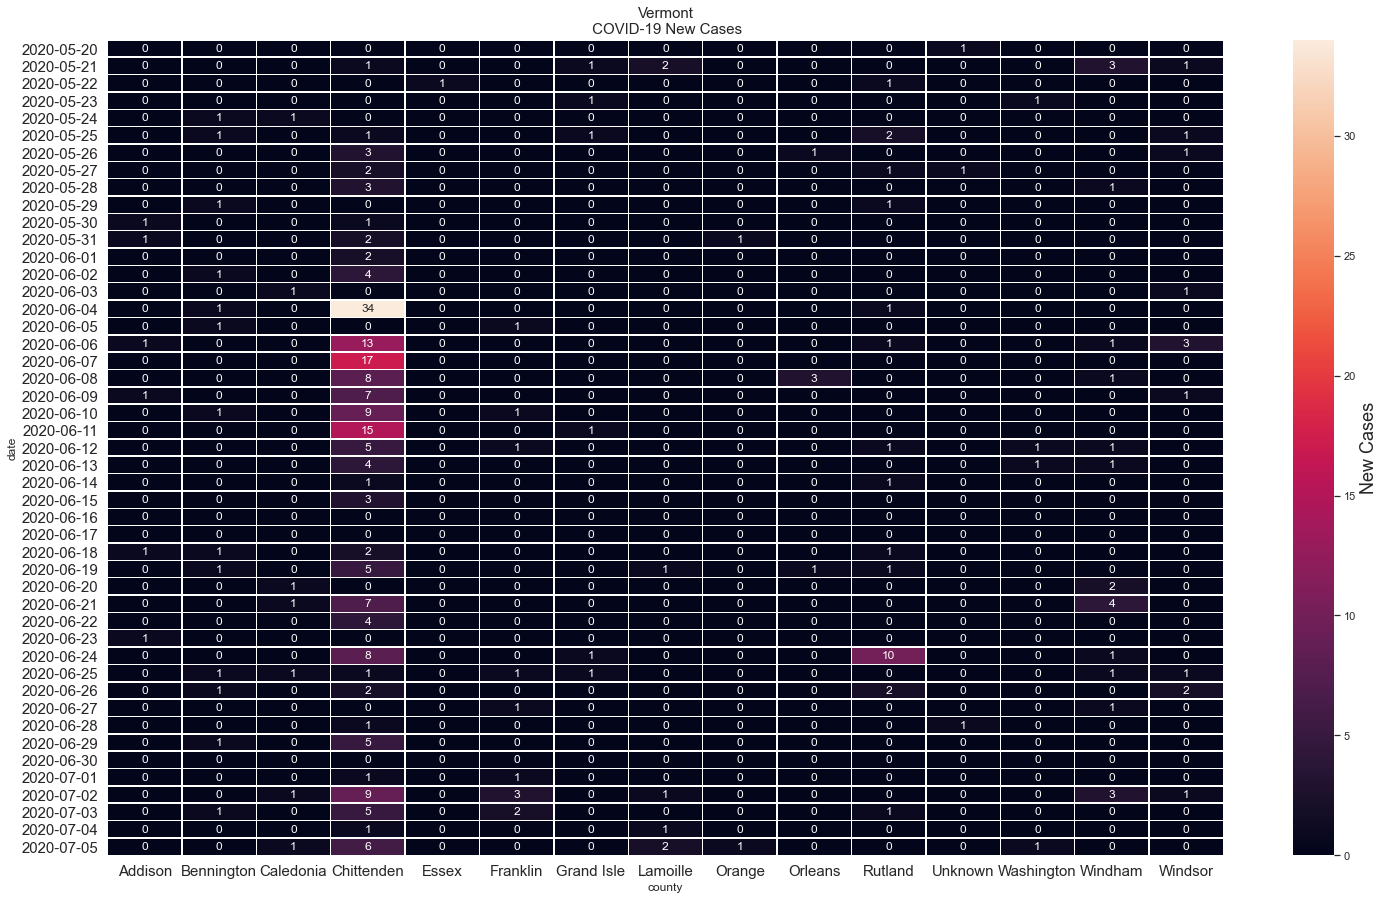 Vermont
COVID-19 New Cases
2020-05-20 0 0 0 0 0 0 0 0 0 0 0 1 0 0 0
2020-05-21 0 0 0 1 0 0 1 2 0 0 0 0 0 3 1
2020-05-22 0 0 0 0 1 0 0 0 0 0 1 0 0 0 0
2020-05-23 0 0 0 0 0 0 1 0 0 0 0 0 1 0 0
2020-05-24 0 1 1 0 0 0 0 0 0 0 0 0 0 0 0
2020-05-25 0 1 0 1 0 0 1 0 0 0 2 0 0 0 1
2020-05-26 0 0 0 3 0 0 0 0 0 1 0 0 0 0 1
2020-05-27 0 0 0 2 0 0 0 0 0 0 1 1 0 0 0
2020-05-28 0 0 0 3 0 0 0 0 0 0 0 0 0 1 0
2020-05-29 0 1 0 0 0 0 0 0 0 0 1 0 0 0 0
2020-05-30 1 0 0 1 0 0 0 0 0 0 0 0 0 0 0
2020-05-31 1 0 0 2 0 0 0 0 1 0 0 0 0 0 0
2020-06-01 0 0 0 2 0 0 0 0 0 0 0 0 0 0 0
2020-06-02 0 1 0 4 0 0 0 0 0 0 0 0 0 0 0
2020-06-03 0 0 1 0 0 0 0 0 0 0 0 0 0 0 1
2020-06-04 0 1 0 34 0 0 0 0 0 0 1 0 0 0 0
2020-06-05 0 1 0 0 0 1 0 0 0 0 0 0 0 0 0
2020-06-06 1 0 0 13 0 0 0 0 0 0 1 0 0 1 3
2020-06-07 0 0 0 17 0 0 0 0 0 0 0 0 0 0 0
2020-06-08 0 0 0 8 0 0 0 0 0 3 0 0 0 1 0
2020-06-09 1 0 0 7 0 0 0 0 0 0 0 0 0 0 1
2020-06-10 0 1 0 9 0 1 0 0 0 0 0 0 0 0 0
2020-06-11 0 0 0 15 0 0 1 0 0 0 0 0 0 0 0
2020-06-12 0 0 0 5 0 1 0 0 0 0 1 0 1 1 0
2020-06-13 0 0 0 4 0 0 0 0 0 0 0 0 1 1 0
2020-06-14 0 0 0 1 0 0 0 0 0 0 1 0 0 0 0
2020-06-15 0 0 0 3 0 0 0 0 0 0 0 0 0 0 0
2020-06-16 0 0 0 0 0 0 0 0 0 0 0 0 0 0 0
2020-06-17 0 0 0 0 0 0 0 0 0 0 0 0 0 0 0
2020-06-18 1 1 0 2 0 0 0 0 0 0 1 0 0 0 0
2020-06-19 0 1 0 5 0 0 0 1 0 1 1 0 0 0 0
2020-06-20 0 0 1 0 0 0 0 0 0 0 0 0 0 2 0
2020-06-21 0 0 1 7 0 0 0 0 0 0 0 0 0 4 0
2020-06-22 0 0 0 4 0 0 0 0 0 0 0 0 0 0 0
2020-06-23 1 0 0 0 0 0 0 0 0 0 0 0 0 0 0
2020-06-24 0 0 0 8 0 0 1 0 0 0 10 0 0 1 0
2020-06-25 0 1 1 1 0 1 1 0 0 0 0 0 0 1 1
2020-06-26 0 1 0 2 0 0 0 0 0 0 2 0 0 0 2
2020-06-27 0 0 0 0 0 1 0 0 0 0 0 0 0 1 0
2020-06-28 0 0 0 1 0 0 0 0 0 0 0 1 0 0 0
2020-06-29 0 1 0 5 0 0 0 0 0 0 0 0 0 0 0
2020-06-30 0 0 0 0 0 0 0 0 0 0 0 0 0 0 0
2020-07-01 0 0 0 1 0 1 0 0 0 0 0 0 0 0 0
2020-07-02 0 0 1 9 0 3 0 1 0 0 0 0 0 3 1
2020-07-03 0 1 0 5 0 2 0 0 0 0 1 0 0 0 0
2020-07-04 0 0 0 1 0 0 0 1 0 0 0 0 0 0 0
2020-07-05 0 0 1 6 0 0 0 2 1 0 0 0 1 0 0
Addison Bennington Caledonia Chittenden Essex Franklin Grand Isle Lamoille Orange Orleans Rutland Unknown Washington Windham Windsor
county
date
30
25
20
15
10
5
0
New Cases